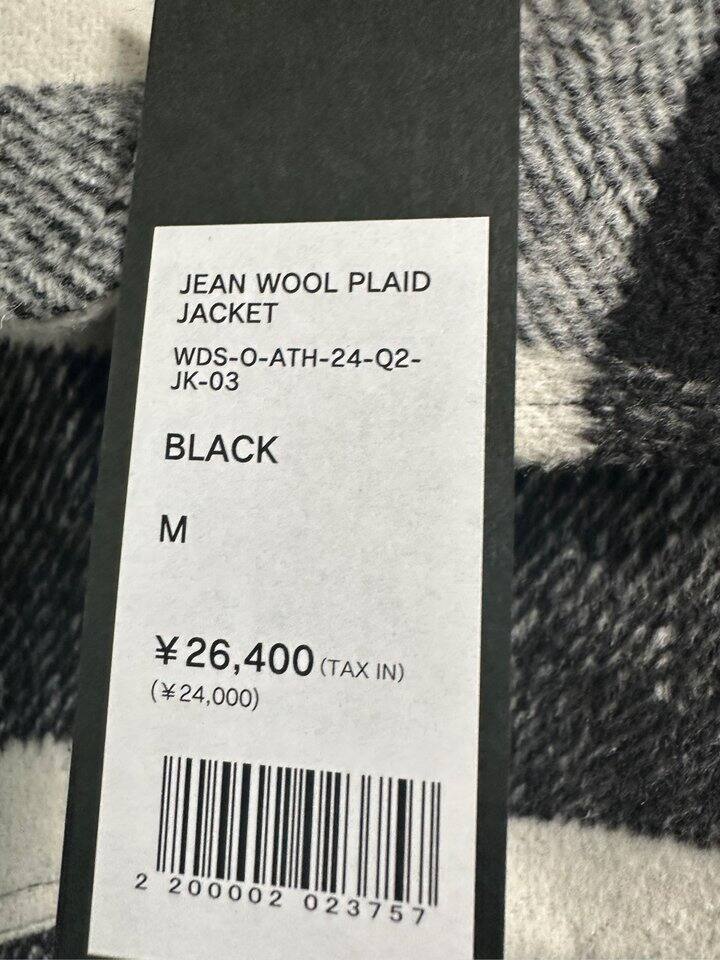 JEAN WOOL PLAID
JACKET
WDS-O-ATH-24-Q2-
JK-03
BLACK
M
¥26,400 (TAX IN)
(¥24,000)
2 200002 023757